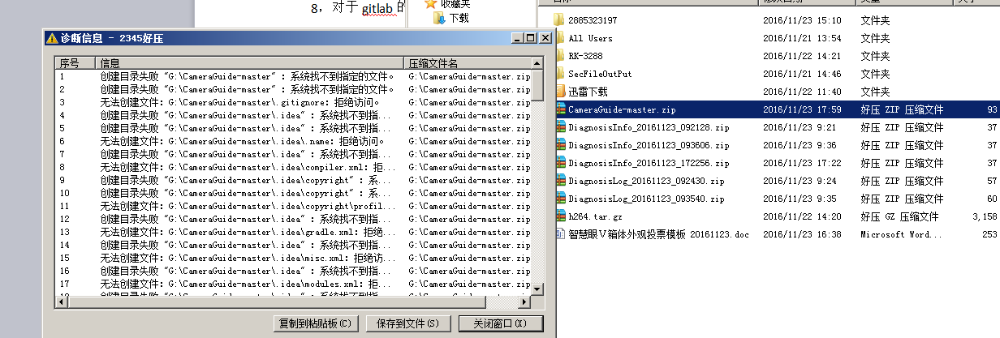 8，对于 gitlab 的
收藏夹
下载
诊断信息 - 2345好压
序号 信息 压缩文件名
1 创建目录失败 "G:\CameraGuide-master" : 系统找不到指定的文件。 G:\CameraGuide-master.zip
2 创建目录失败 "G:\CameraGuide-master" : 系统找不到指定的文件。 G:\CameraGuide-master.zip
3 无法创建文件: G:\CameraGuide-master\.gitignore: 拒绝访问。 G:\CameraGuide-master.zip
4 创建目录失败 "G:\CameraGuide-master\.idea" : 系统找不到指... G:\CameraGuide-master.zip
5 创建目录失败 "G:\CameraGuide-master\.idea" : 系统找不到指... G:\CameraGuide-master.zip
6 无法创建文件: G:\CameraGuide-master\.idea\.name: 拒绝访问。 G:\CameraGuide-master.zip
7 创建目录失败 "G:\CameraGuide-master\.idea" : 系统找不到指... G:\CameraGuide-master.zip
8 无法创建文件: G:\CameraGuide-master\.idea\compiler.xml: 拒... G:\CameraGuide-master.zip
9 创建目录失败 "G:\CameraGuide-master\.idea\copyright" : 系... G:\CameraGuide-master.zip
10 创建目录失败 "G:\CameraGuide-master\.idea\copyright" : 系... G:\CameraGuide-master.zip
11 无法创建文件: G:\CameraGuide-master\.idea\copyright\profil... G:\CameraGuide-master.zip
12 创建目录失败 "G:\CameraGuide-master\.idea" : 系统找不到指... G:\CameraGuide-master.zip
13 无法创建文件: G:\CameraGuide-master\.idea\gradle.xml: 拒绝... G:\CameraGuide-master.zip
14 创建目录失败 "G:\CameraGuide-master\.idea" : 系统找不到指... G:\CameraGuide-master.zip
15 无法创建文件: G:\CameraGuide-master\.idea\misc.xml: 拒绝访... G:\CameraGuide-master.zip
16 创建目录失败 "G:\CameraGuide-master\.idea" : 系统找不到指... G:\CameraGuide-master.zip
17 无法创建文件: G:\CameraGuide-master\.idea\modules.xml: 拒... G:\CameraGuide-master.zip
复制到粘贴板(C) 保存到文件(S) 关闭窗口(X)
2885323197 2016/11/23 15:10 文件夹
All Users 2016/11/21 13:54 文件夹
RK-3288 2016/11/22 14:21 文件夹
SecFileOutPut 2016/11/21 14:46 文件夹
迅雷下载 2016/11/22 11:40 文件夹
CameraGuide-master.zip 2016/11/23 17:59 好压 ZIP 压缩文件 93
DiagnosisInfo_20161123_092128.zip 2016/11/23 9:21 好压 ZIP 压缩文件 37
DiagnosisInfo_20161123_093606.zip 2016/11/23 9:36 好压 ZIP 压缩文件 37
DiagnosisInfo_20161123_172256.zip 2016/11/23 17:22 好压 ZIP 压缩文件 37
DiagnosisLog_20161123_092430.zip 2016/11/23 9:24 好压 ZIP 压缩文件 57
DiagnosisLog_20161123_093540.zip 2016/11/23 9:35 好压 ZIP 压缩文件 60
h264.tar.gz 2016/11/22 14:20 好压 GZ 压缩文件 3,158
智慧眼V箱体外观投票模板 20161123.doc 2016/11/23 16:38 Microsoft Word... 253